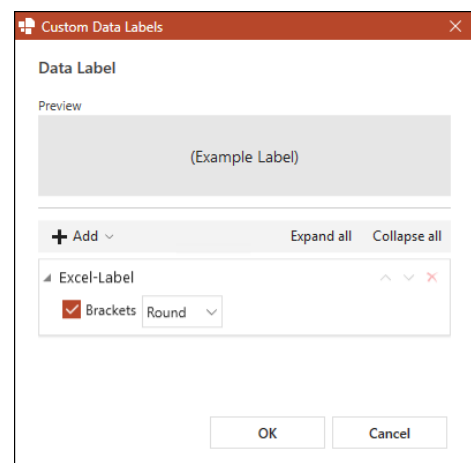 Custom Data Labels
Data Label
Preview
(Example Label)
Add
Expand all Collapse all
Excel-Label
Brackets Round
OK Cancel